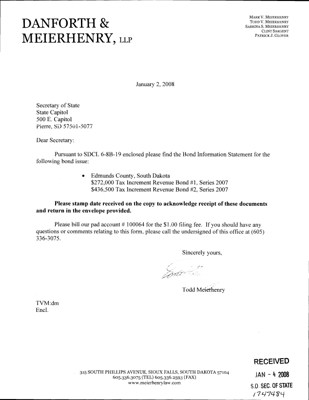 DANFORTH &
MEIERHENRY, LLP
MARK V. MEIERHENRY
TODD V. MEIERHENRY
SABRINA S. MEIERHENRY
CLINT SARGENT
PATRICK J. GLOVER
January 2, 2008
Secretary of State
State Capitol
500 E. Capitol
Pierre, SD 57501-5077
Dear Secretary:
Pursuant to SDCL 6-8B-19 enclosed please find the Bond Information Statement for the
following bond issue:
• Edmunds County, South Dakota
$272,000 Tax Increment Revenue Bond #1, Series 2007
$436,500 Tax Increment Revenue Bond #2, Series 2007
Please stamp date received on the copy to acknowledge receipt of these documents
and return in the envelope provided.
Please bill our pad account # 100064 for the $1.00 filing fee. If you should have any
questions or comments relating to this form, please call the undersigned of this office at (605)
336-3075.
Sincerely yours,
Todd Meierhenry
TVM:dm
Encl.
315 SOUTH PHILLIPS AVENUE, SIOUX FALLS, SOUTH DAKOTA 57104
605.336.3075 (TEL) 605.336.2593 (FAX)
www.meierhenrylaw.com
RECEIVED
JAN - 4 2008
S.D. SEC. OF STATE
1747484